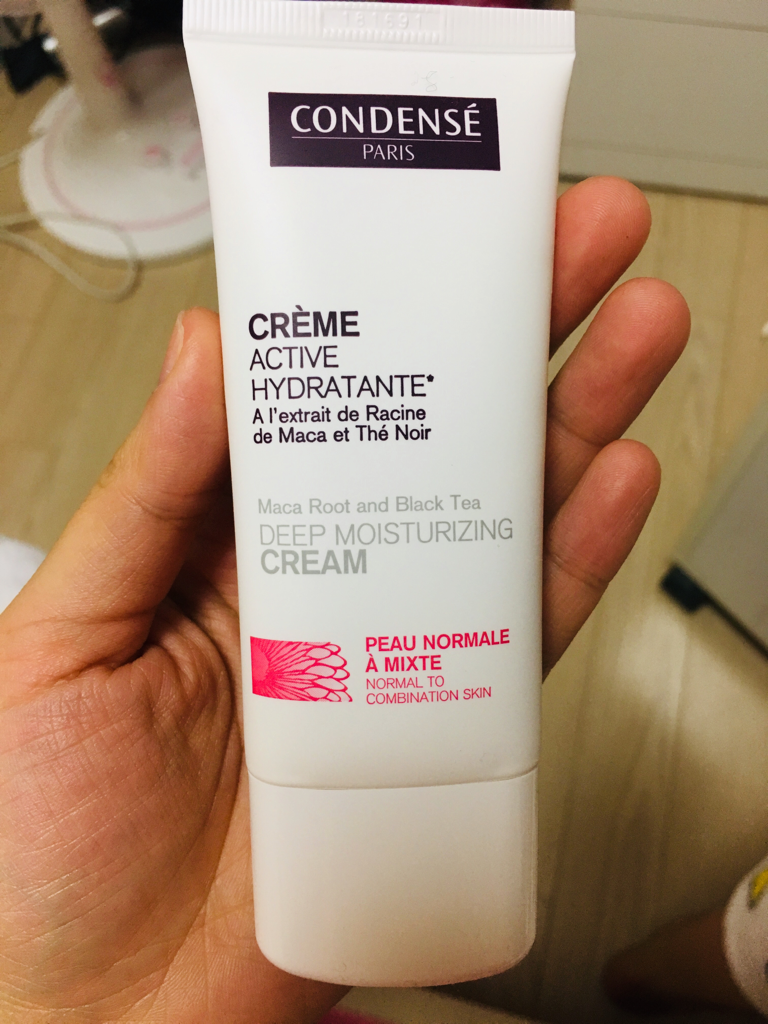 181691
CONDENSÉ
PARIS
CRÈME
ACTIVE
HYDRATANTE*
A l'extrait de Racine
de Maca et Thé Noir
Maca Root and Black Tea
DEEP MOISTURIZING
CREAM
PEAU NORMALE
À MIXTE
NORMAL TO
COMBINATION SKIN